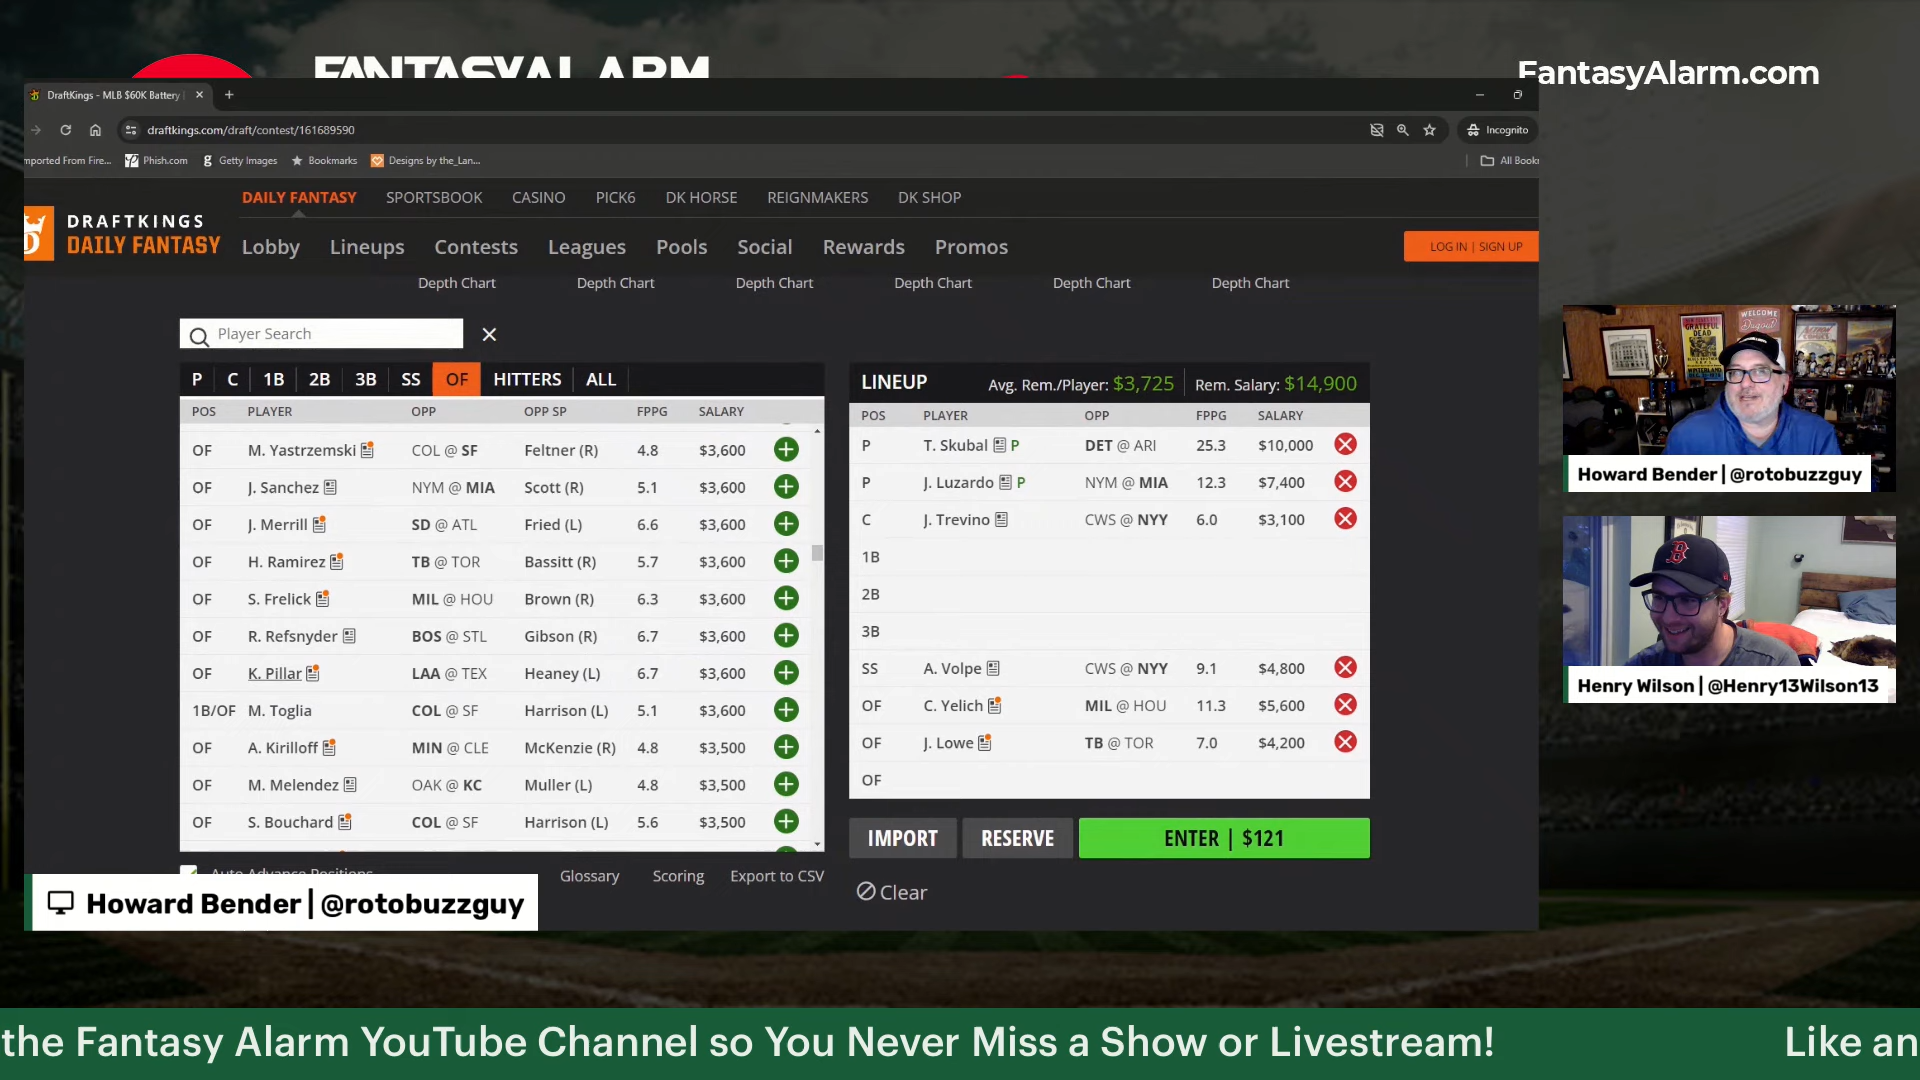 FANTASYALARM
FantasyAlarm.com
DraftKings - MLB $60K Battery
draftkings.com/draft/contest/161689590
Incognito
mported From Fire...
Phish.com
Getty Images
Bookmarks
Designs by the_Lan...
All Book
DAILY FANTASY SPORTSBOOK CASINO PICK6 DK HORSE REIGNMAKERS DK SHOP
DRAFTKINGS
DAILY FANTASY
Lobby Lineups Contests Leagues Pools Social Rewards Promos
LOG IN | SIGN UP
Depth Chart Depth Chart Depth Chart Depth Chart Depth Chart Depth Chart
Player Search
P C 1B 2B 3B SS OF HITTERS ALL
POS PLAYER OPP OPP SP FPPG SALARY
OF M. Yastrzemski COL @ SF Feltner (R) 4.8 $3,600
OF J. Sanchez NYM @ MIA Scott (R) 5.1 $3,600
OF J. Merrill SD @ ATL Fried (L) 6.6 $3,600
OF H. Ramirez TB @ TOR Bassitt (R) 5.7 $3,600
OF S. Frelick MIL @ HOU Brown (R) 6.3 $3,600
OF R. Refsnyder BOS @ STL Gibson (R) 6.7 $3,600
OF K. Pillar LAA @ TEX Heaney (L) 6.7 $3,600
1B/OF M. Toglia COL @ SF Harrison (L) 5.1 $3,600
OF A. Kirilloff MIN @ CLE McKenzie (R) 4.8 $3,500
OF M. Melendez OAK @ KC Muller (L) 4.8 $3,500
OF S. Bouchard COL @ SF Harrison (L) 5.6 $3,500
Auto Advance Positions
Glossary Scoring Export to CSV
LINEUP Avg. Rem./Player: $3,725 Rem. Salary: $14,900
POS PLAYER OPP FPPG SALARY
P T. Skubal P DET @ ARI 25.3 $10,000
P J. Luzardo P NYM @ MIA 12.3 $7,400
C J. Trevino CWS @ NYY 6.0 $3,100
1B
2B
3B
SS A. Volpe CWS @ NYY 9.1 $4,800
OF C. Yelich MIL @ HOU 11.3 $5,600
OF J. Lowe TB @ TOR 7.0 $4,200
OF
IMPORT RESERVE ENTER | $121
Clear
WELCOME
GRATEFUL DEAD
Howard Bender | @rotobuzzguy
Henry Wilson | @Henry13Wilson13
Howard Bender | @rotobuzzguy
the Fantasy Alarm YouTube Channel so You Never Miss a Show or Livestream! Like an